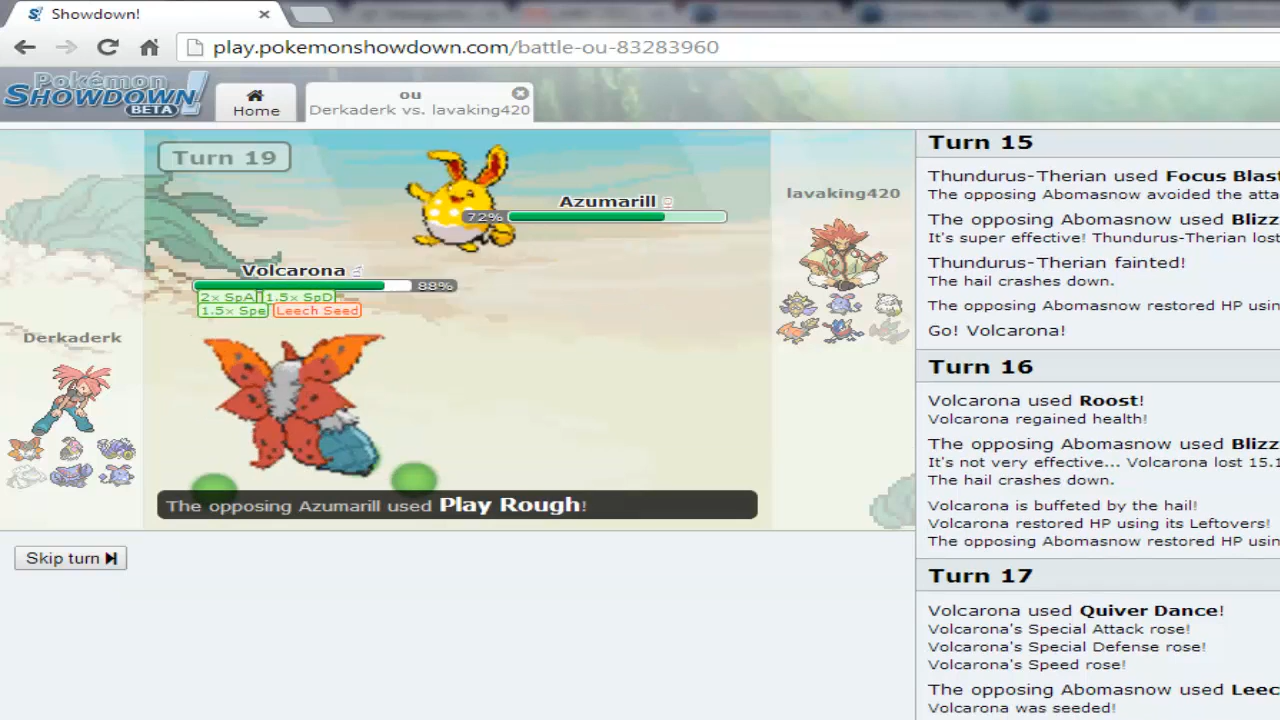 Showdown!
play.pokemonshowdown.com/battle-ou-83283960
Pokémon
SHOWDOWN!
BETA
Home
ou
Derkaderk vs. lavaking420
Turn 19
Azumarill
72%
Volcarona
88%
2× SpA 1.5× SpD
1.5× Spe Leech Seed
Derkaderk
lavaking420
The opposing Azumarill used Play Rough!
Skip turn
Turn 15
Thundurus-Therian used Focus Blast
The opposing Abomasnow avoided the atta
The opposing Abomasnow used Blizz
It's super effective! Thundurus-Therian lost
Thundurus-Therian fainted!
The hail crashes down.
The opposing Abomasnow restored HP usin
Go! Volcarona!
Turn 16
Volcarona used Roost!
Volcarona regained health!
The opposing Abomasnow used Blizz
It's not very effective... Volcarona lost 15.1
The hail crashes down.
Volcarona is buffeted by the hail!
Volcarona restored HP using its Leftovers!
The opposing Abomasnow restored HP usin
Turn 17
Volcarona used Quiver Dance!
Volcarona's Special Attack rose!
Volcarona's Special Defense rose!
Volcarona's Speed rose!
The opposing Abomasnow used Leec
Volcarona was seeded!